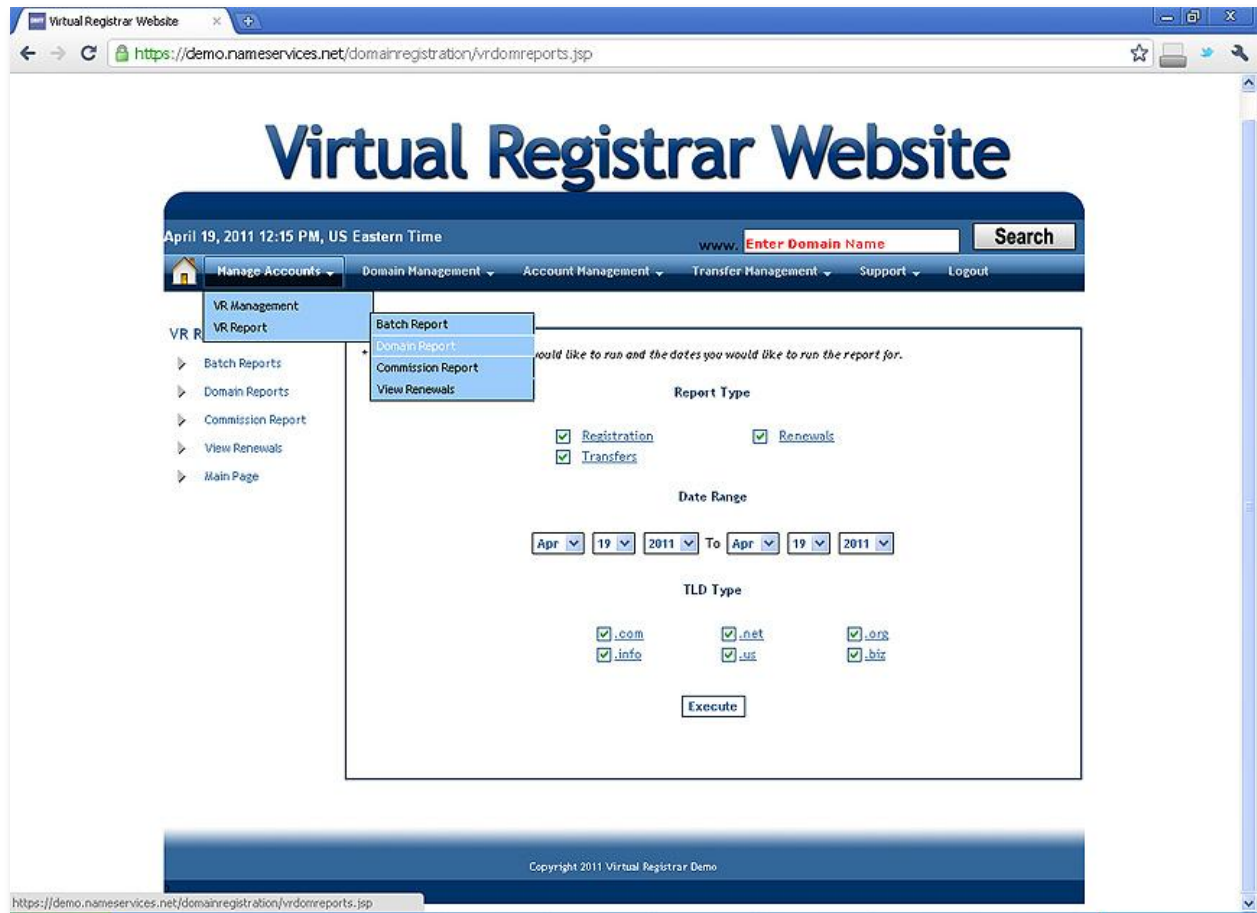 Virtual Registrar Website
https://demo.nameservices.net/domainregistration/vrdomreports.jsp
Virtual Registrar Website
April 19, 2011 12:15 PM, US Eastern Time
www. Enter Domain Name Search
Manage Accounts Domain Management Account Management Transfer Management Support Logout
VR Management
VR Report
Batch Report
Domain Report
Commission Report
View Renewals
VR R
Batch Reports
Domain Reports
Commission Report
View Renewals
Main Page
* ould like to run and the dates you would like to run the report for.
Report Type
Registration Renewals
Transfers
Date Range
Apr 19 2011 To Apr 19 2011
TLD Type
.com .net .org
.info .us .biz
Execute
Copyright 2011 Virtual Registrar Demo
https://demo.nameservices.net/domainregistration/vrdomreports.jsp